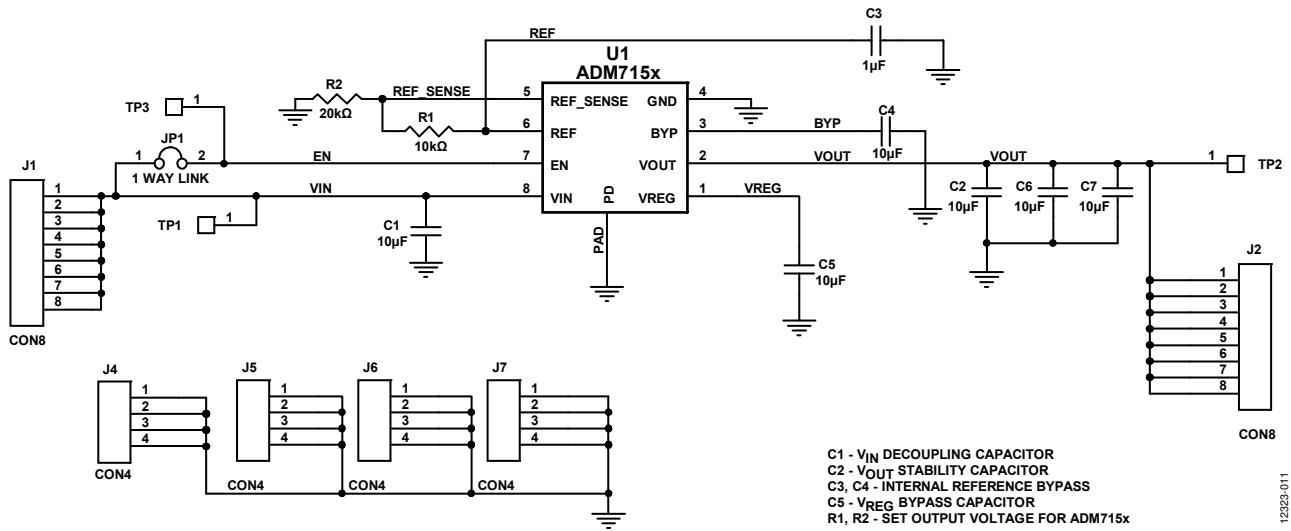 C3
1µF
REF
U1
ADM715x
R2
20kΩ
REF_SENSE
5
REF_SENSE
GND
4
TP3
1
R1
10kΩ
6
REF
BYP
3
BYP
C4
10µF
JP1
1
2
1 WAY LINK
EN
7
EN
VOUT
2
VOUT
VOUT
1
TP2
J1
1
2
3
4
5
6
7
8
CON8
VIN
8
VIN
PD
VREG
1
VREG
TP1
1
C1
10µF
PAD
C2
10µF
C6
10µF
C7
10µF
C5
10µF
J2
1
2
3
4
5
6
7
8
CON8
J4
1
2
3
4
CON4
J5
1
2
3
4
CON4
J6
1
2
3
4
CON4
J7
1
2
3
4
CON4
C1 - VIN DECOUPLING CAPACITOR
C2 - VOUT STABILITY CAPACITOR
C3, C4 - INTERNAL REFERENCE BYPASS
C5 - VREG BYPASS CAPACITOR
R1, R2 - SET OUTPUT VOLTAGE FOR ADM715x
12323-011